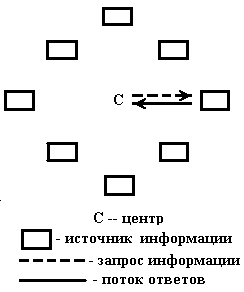 С
С -- центр
- источник информации
- запрос информации
- поток ответов